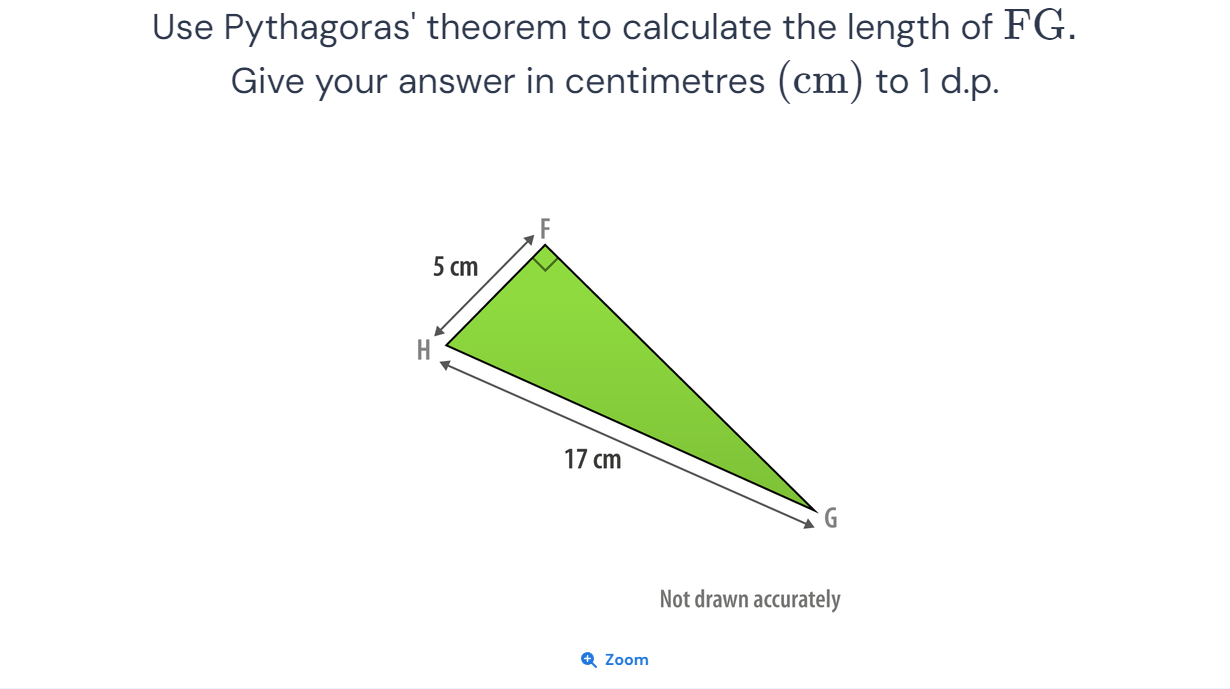 Use Pythagoras' theorem to calculate the length of FG.
Give your answer in centimetres (cm) to 1 d.p.
F
5 cm
H
17 cm
G
Not drawn accurately
Zoom